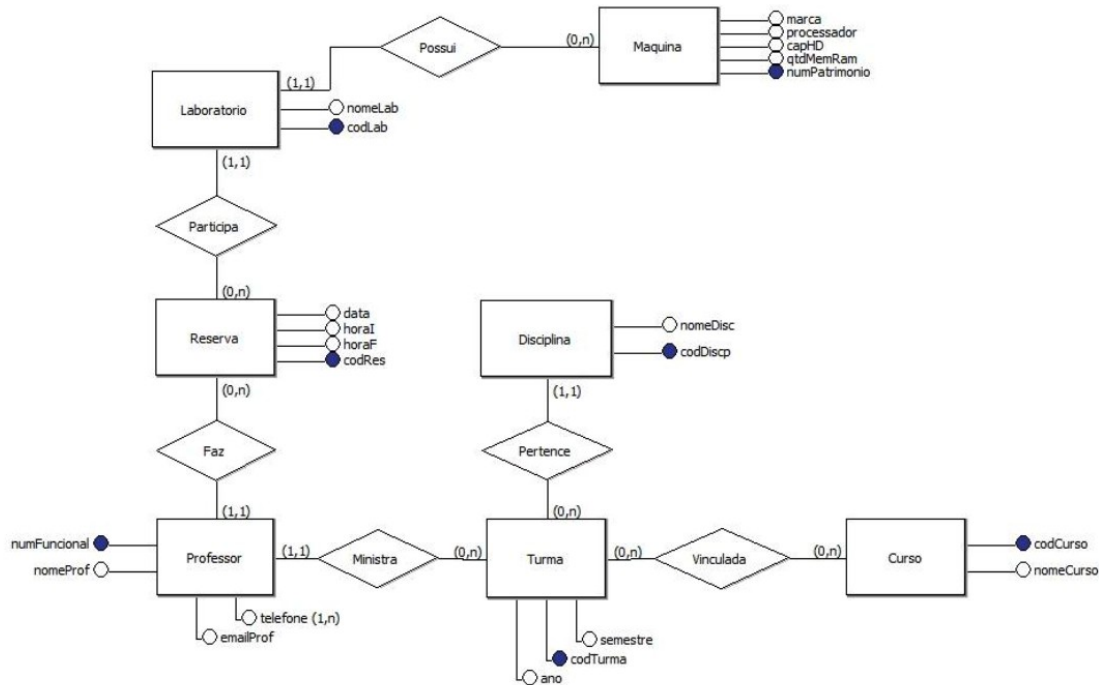 marca
Possui
(0,n)
Maquina
processador
capHD
qtdMemRam
numPatrimonio
(1,1)
Laboratorio
nomeLab
codLab
(1,1)
Participa
(0,n)
Reserva
data
horaI
horaF
codRes
(0,n)
Disciplina
nomeDisc
codDiscp
(1,1)
Faz
Pertence
(1,1)
(0,n)
numFuncional
nomeProf
Professor
(1,1)
Ministra
(0,n)
Turma
(0,n)
Vinculada
(0,n)
Curso
codCurso
nomeCurso
telefone (1,n)
emailProf
semestre
codTurma
ano